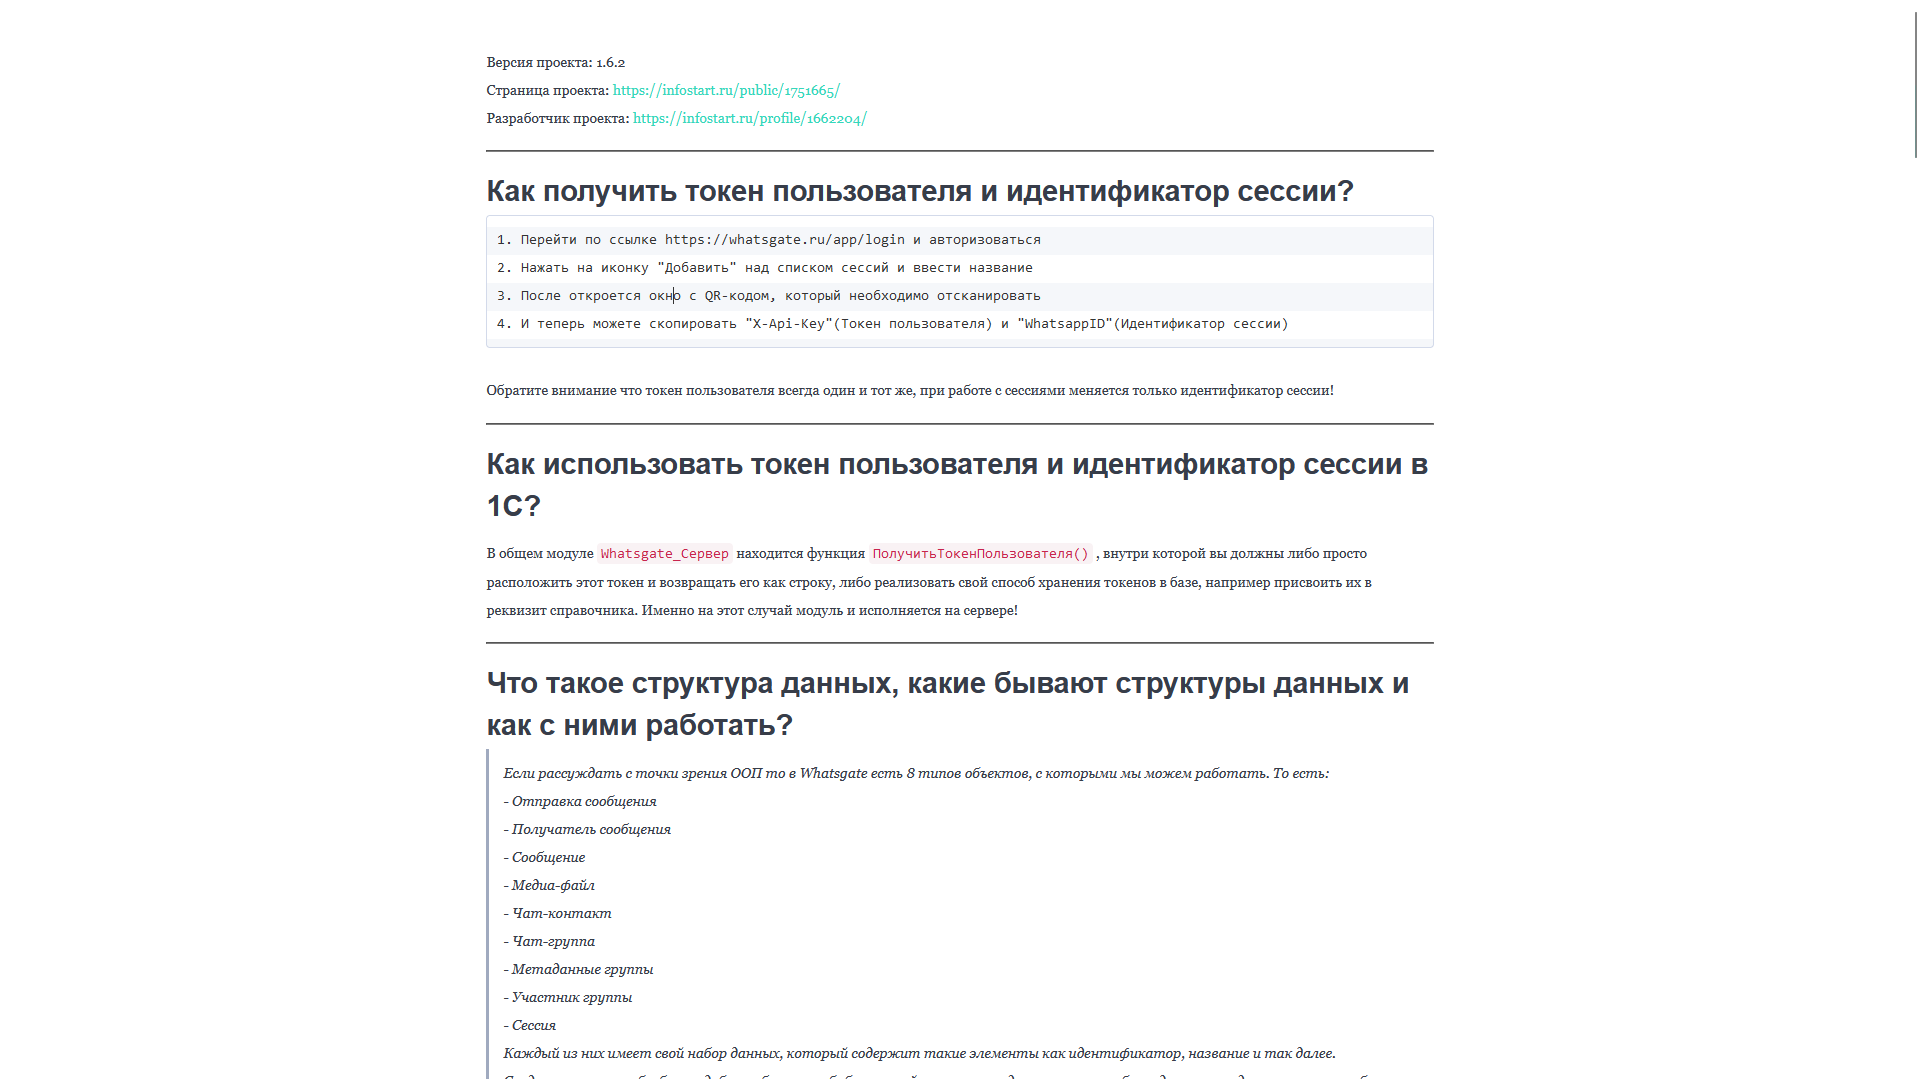 Версия проекта: 1.6.2
Страница проекта: https://infostart.ru/public/1751665/
Разработчик проекта: https://infostart.ru/profile/1662204/
Как получить токен пользователя и идентификатор сессии?
1. Перейти по ссылке https://whatsgate.ru/app/login и авторизоваться
2. Нажать на иконку "Добавить" над списком сессий и ввести название
3. После откроется окно с QR-кодом, который необходимо отсканировать
4. И теперь можете скопировать "X-Api-Key"(Токен пользователя) и "WhatsappID"(Идентификатор сессии)
Обратите внимание что токен пользователя всегда один и тот же, при работе с сессиями меняется только идентификатор сессии!
Как использовать токен пользователя и идентификатор сессии в
1С?
В общем модуле Whatsgate_Сервер находится функция ПолучитьТокенПользователя() , внутри которой вы должны либо просто
расположить этот токен и возвращать его как строку, либо реализовать свой способ хранения токенов в базе, например присвоить их в
реквизит справочника. Именно на этот случай модуль и исполняется на сервере!
Что такое структура данных, какие бывают структуры данных и
как с ними работать?
Если рассуждать с точки зрения ООП то в Whatsgate есть 8 типов объектов, с которыми мы можем работать. То есть:
- Отправка сообщения
- Получатель сообщения
- Сообщение
- Медиа-файл
- Чат-контакт
- Чат-группа
- Метаданные группы
- Участник группы
- Сессия
Каждый из них имеет свой набор данных, который содержит такие элементы как идентификатор, название и так далее.